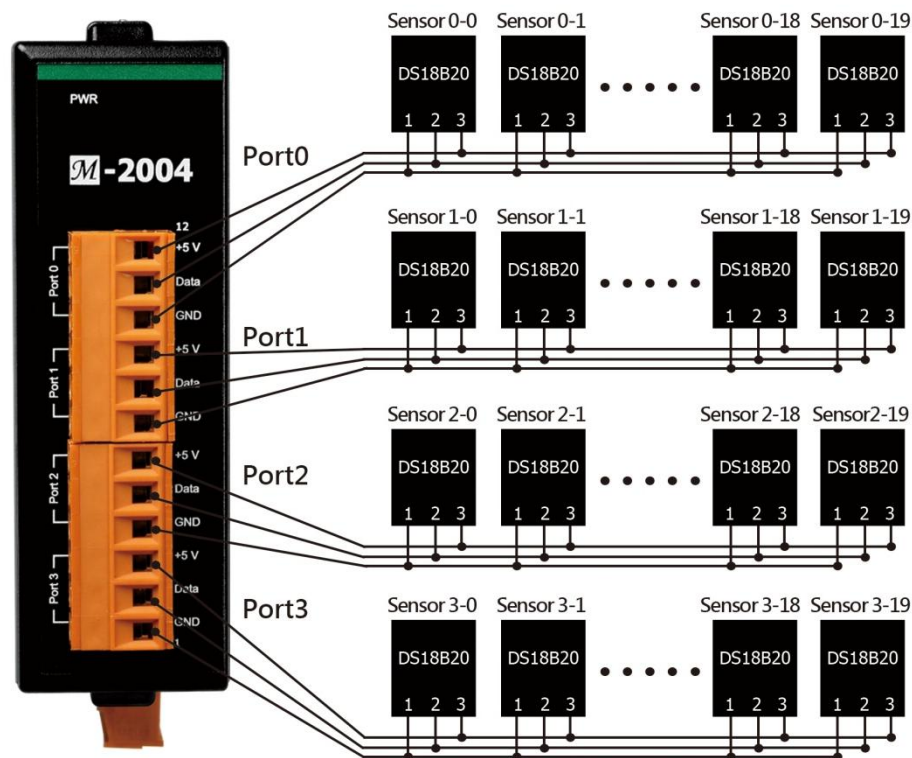 PWR
M-2004
12
Port 0
+5 V
Data
GND
Port 1
+5 V
Data
GND
Port 2
+5 V
Data
GND
Port 3
+5 V
Data
GND
1
Port0
Sensor 0-0 Sensor 0-1 Sensor 0-18 Sensor 0-19
DS18B20 DS18B20 DS18B20 DS18B20
1 2 3 1 2 3 1 2 3 1 2 3
Port1
Sensor 1-0 Sensor 1-1 Sensor 1-18 Sensor 1-19
DS18B20 DS18B20 DS18B20 DS18B20
1 2 3 1 2 3 1 2 3 1 2 3
Port2
Sensor 2-0 Sensor 2-1 Sensor 2-18 Sensor2-19
DS18B20 DS18B20 DS18B20 DS18B20
1 2 3 1 2 3 1 2 3 1 2 3
Port3
Sensor 3-0 Sensor 3-1 Sensor 3-18 Sensor 3-19
DS18B20 DS18B20 DS18B20 DS18B20
1 2 3 1 2 3 1 2 3 1 2 3